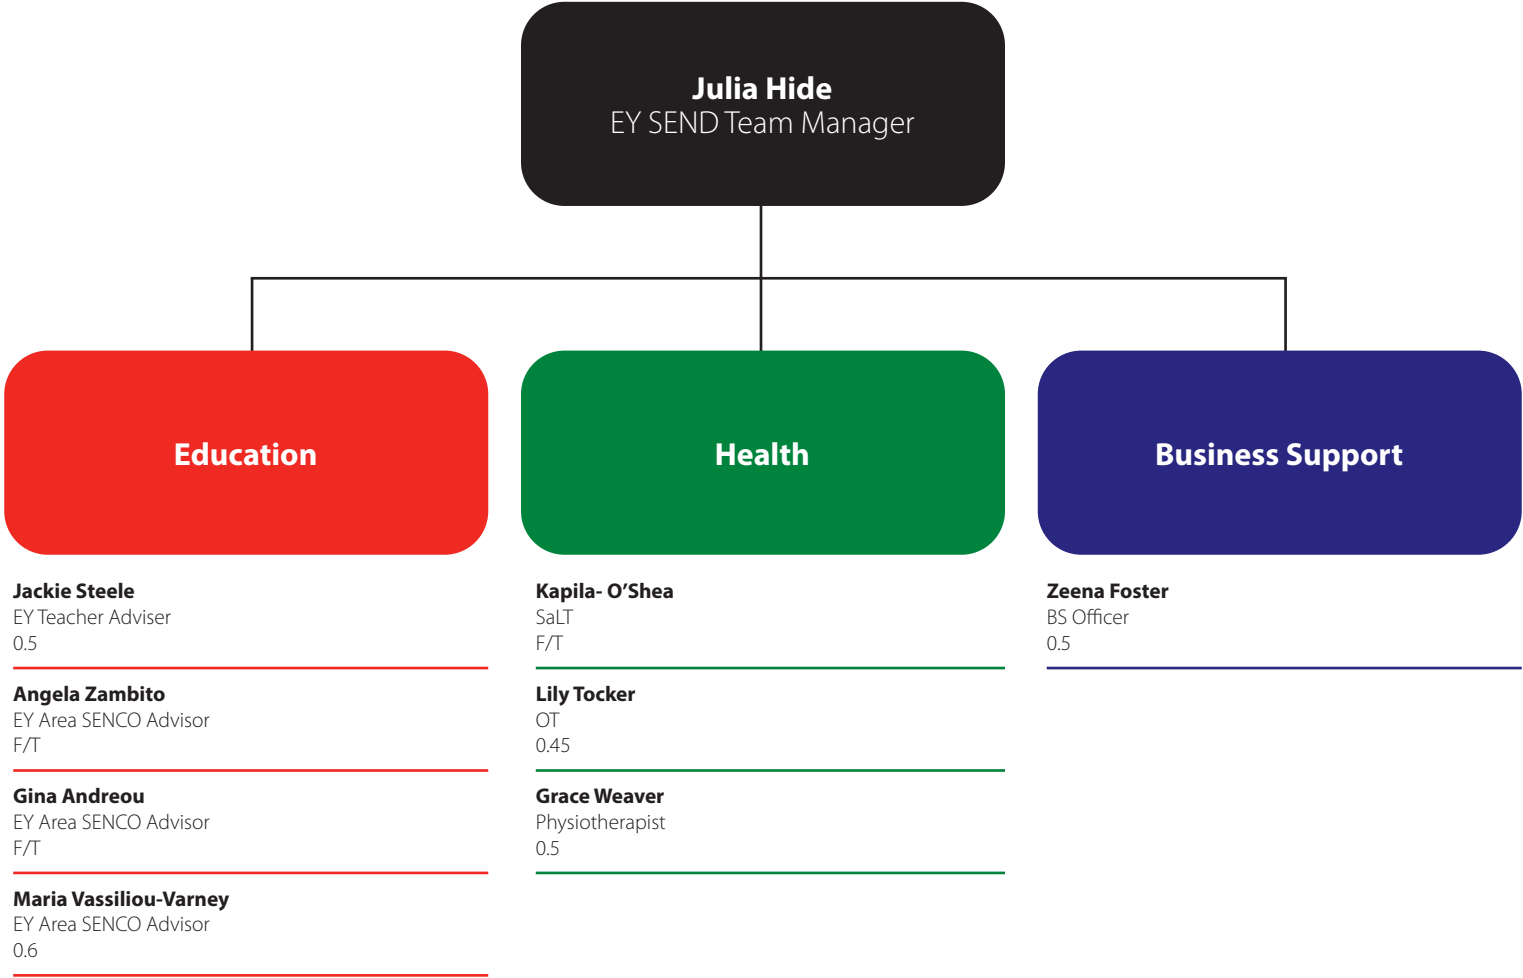 Julia Hide
EY SEND Team Manager
Education
Jackie Steele
EY Teacher Adviser
0.5
Angela Zambito
EY Area SENCO Advisor
F/T
Gina Andreou
EY Area SENCO Advisor
F/T
Maria Vassiliou-Varney
EY Area SENCO Advisor
0.6
Health
Kapila- O’Shea
SaLT
F/T
Lily Tocker
OT
0.45
Grace Weaver
Physiotherapist
0.5
Business Support
Zeena Foster
BS Officer
0.5